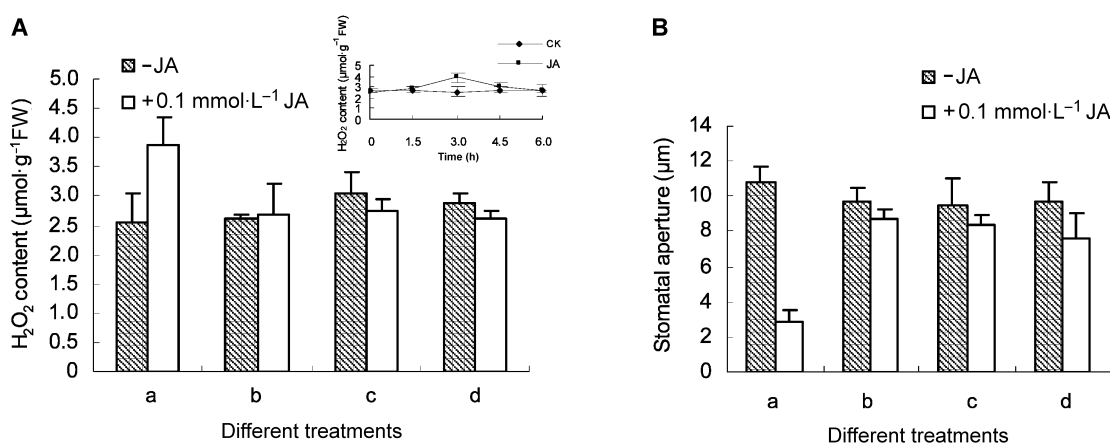 A
H₂O₂ content (µmol·g⁻¹FW)
5.0
4.5
4.0
3.5
3.0
2.5
2.0
1.5
1.0
0.5
0
−JA
+0.1 mmol·L⁻¹ JA
a b c d
Different treatments
H₂O₂ content (µmol·g⁻¹ FW)
5
4
3
2
1
0
0 1.5 3.0 4.5 6.0
Time (h)
CK
JA
B
Stomatal aperture (µm)
14
12
10
8
6
4
2
0
−JA
+0.1 mmol·L⁻¹ JA
a b c d
Different treatments